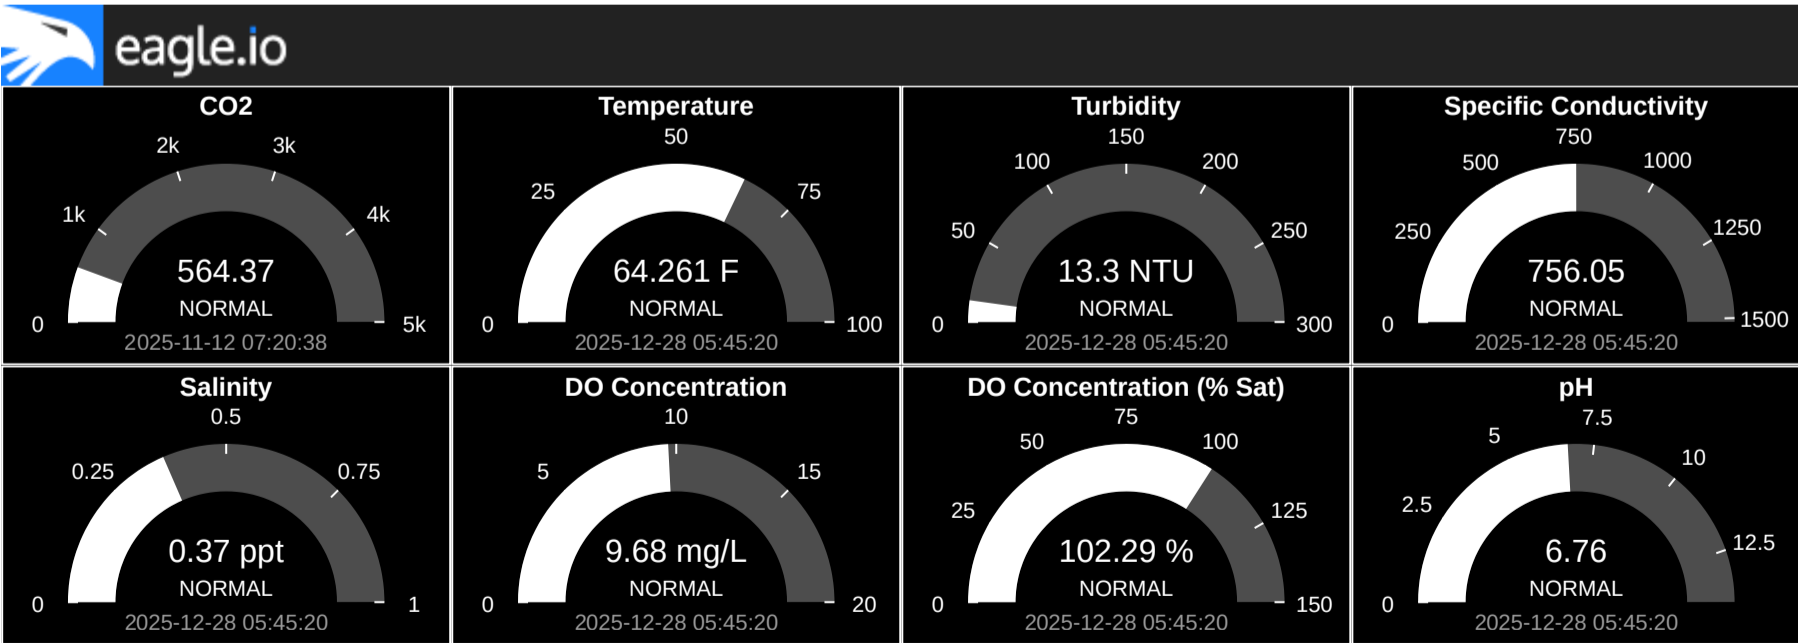 eagle.io
CO2
0
1k
2k
3k
4k
5k
564.37
NORMAL
2025-11-12 07:20:38
Temperature
0
25
50
75
100
64.261 F
NORMAL
2025-12-28 05:45:20
Turbidity
0
50
100
150
200
250
300
13.3 NTU
NORMAL
2025-12-28 05:45:20
Specific Conductivity
0
250
500
750
1000
1250
1500
756.05
NORMAL
2025-12-28 05:45:20
Salinity
0
0.25
0.5
0.75
1
0.37 ppt
NORMAL
2025-12-28 05:45:20
DO Concentration
0
5
10
15
20
9.68 mg/L
NORMAL
2025-12-28 05:45:20
DO Concentration (% Sat)
0
25
50
75
100
125
150
102.29 %
NORMAL
2025-12-28 05:45:20
pH
0
2.5
5
7.5
10
12.5
6.76
NORMAL
2025-12-28 05:45:20